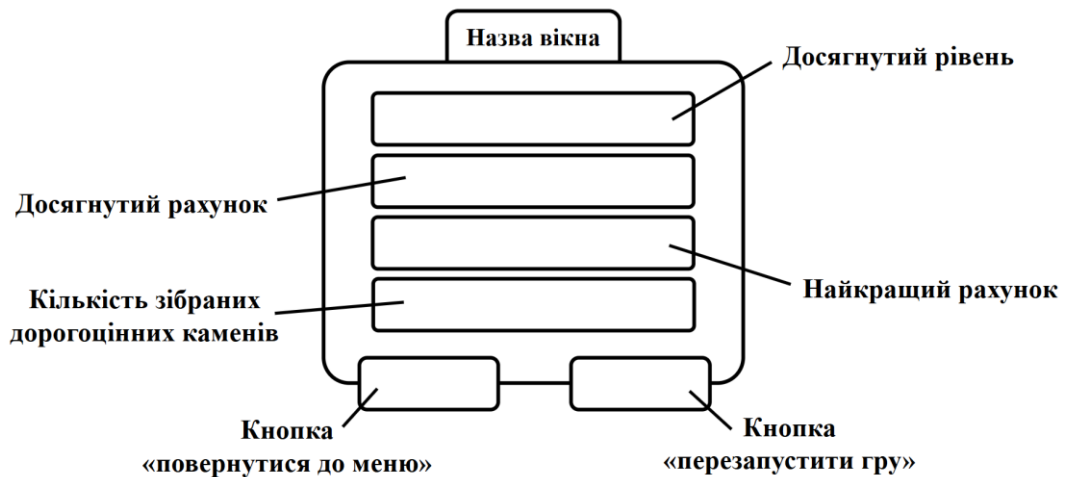 Назва вікна
Досягнутий рівень
Досягнутий рахунок
Найкращий рахунок
Кількість зібраних
дорогоцінних каменів
Кнопка
«повернутися до меню»
Кнопка
«перезапустити гру»